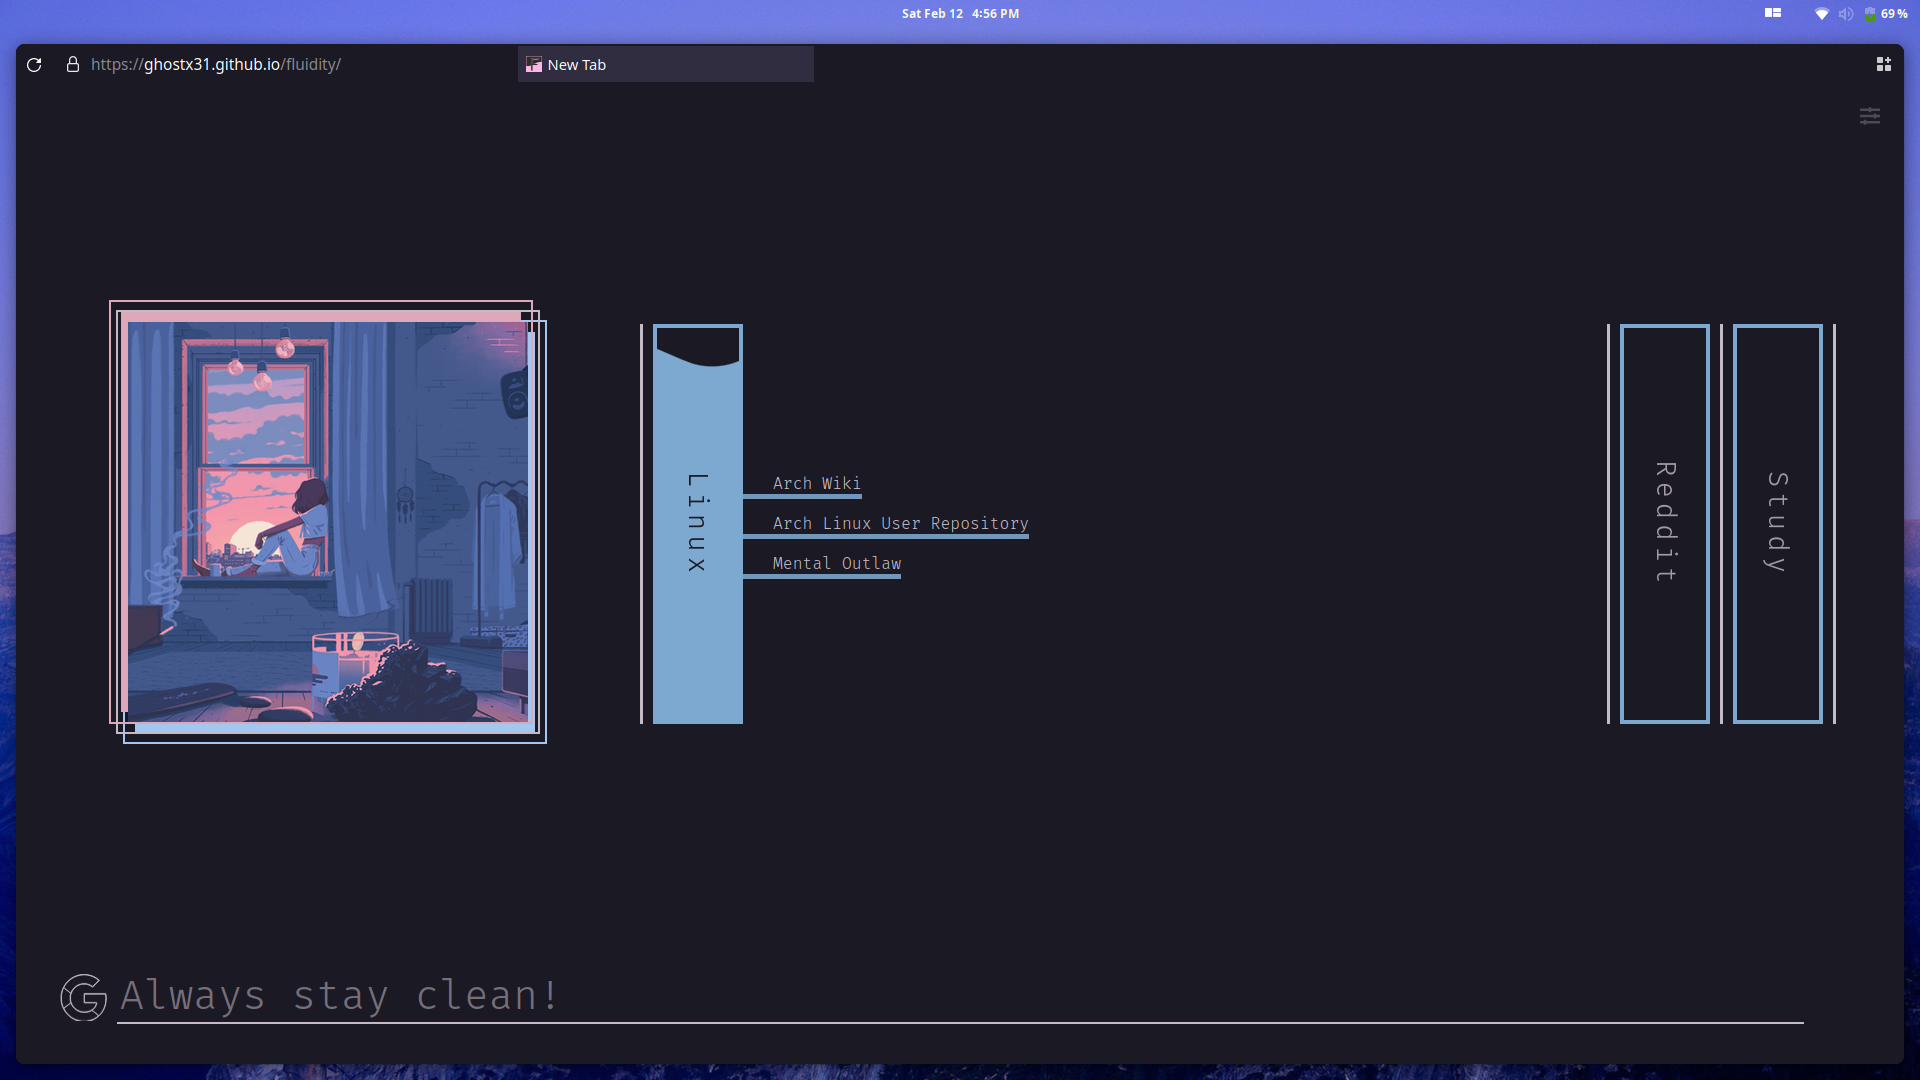 Sat Feb 12 4:56 PM
69 %
https://ghostx31.github.io/fluidity/
New Tab
Linux
Arch Wiki
Arch Linux User Repository
Mental Outlaw
Reddit
Study
Always stay clean!